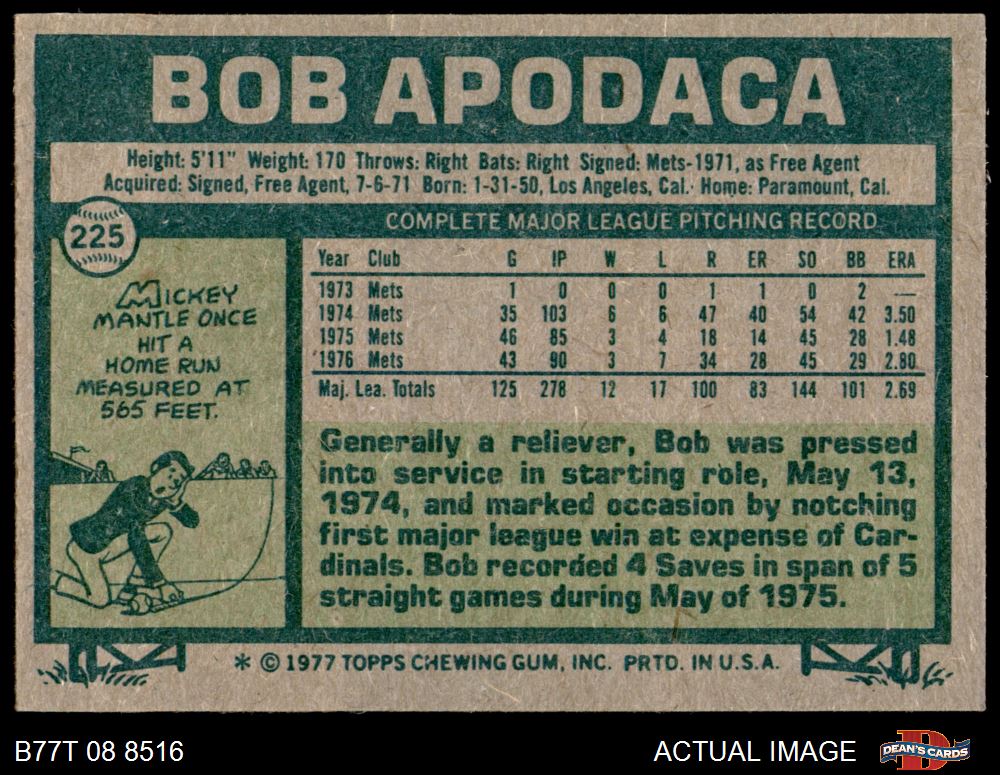 BOB APODACA
Height: 5'11" Weight: 170 Throws: Right Bats: Right Signed: Mets-1971, as Free Agent
Acquired: Signed, Free Agent, 7-6-71 Born: 1-31-50, Los Angeles, Cal. Home: Paramount, Cal.
225
COMPLETE MAJOR LEAGUE PITCHING RECORD
Year Club G IP W L R ER SO BB ERA
1973 Mets 1 0 0 0 1 1 0 2 —
1974 Mets 35 103 6 6 47 40 54 42 3.50
1975 Mets 46 85 3 4 18 14 45 28 1.48
1976 Mets 43 90 3 7 34 28 45 29 2.80
Maj. Lea. Totals 125 278 12 17 100 83 144 101 2.69
MICKEY
MANTLE ONCE
HIT A
HOME RUN
MEASURED AT
565 FEET.
Generally a reliever, Bob was pressed
into service in starting role, May 13,
1974, and marked occasion by notching
first major league win at expense of Car-
dinals. Bob recorded 4 Saves in span of 5
straight games during May of 1975.
* © 1977 TOPPS CHEWING GUM, INC. PRTD. IN U.S.A.
B77T 08 8516
ACTUAL IMAGE
DEAN'S CARDS